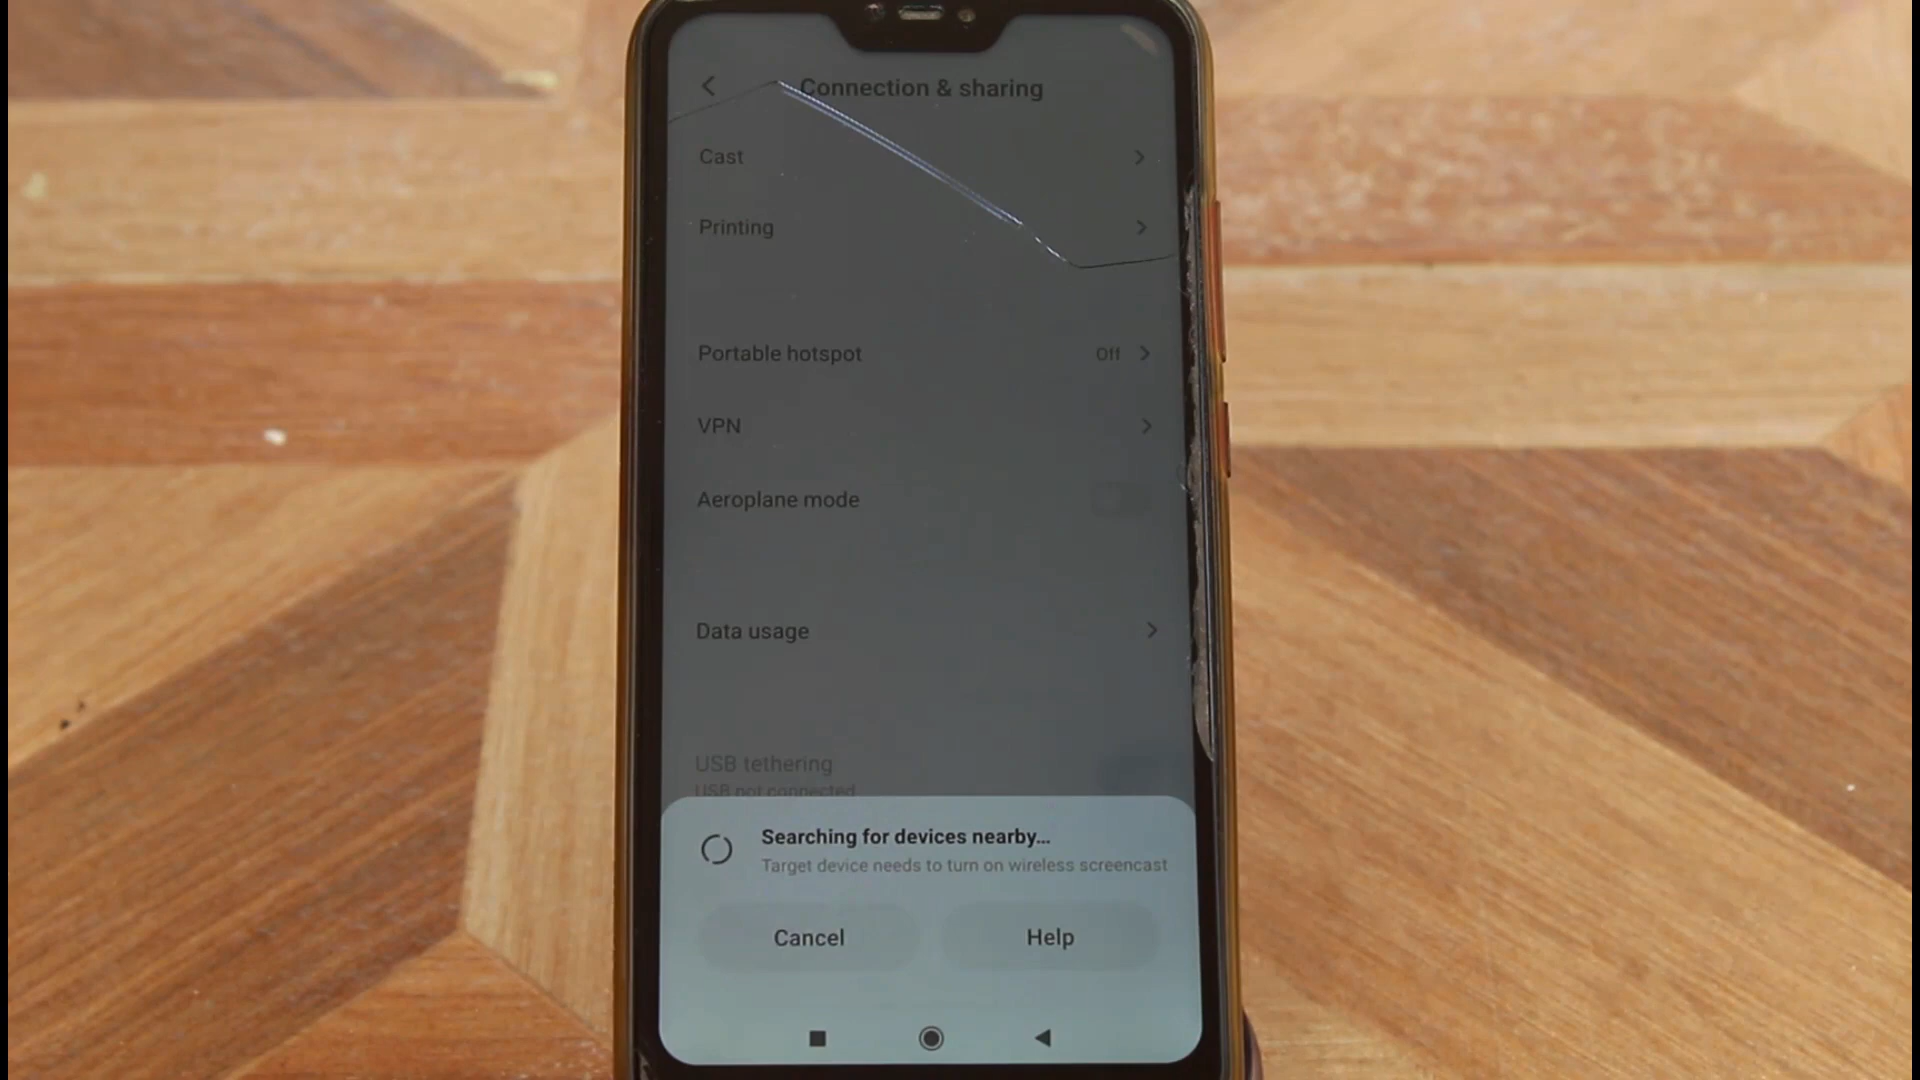 Connection & sharing
Cast
Printing
Portable hotspot Off
VPN
Aeroplane mode
Data usage
USB tethering
USB not connected
Searching for devices nearby...
Target device needs to turn on wireless screencast
Cancel Help